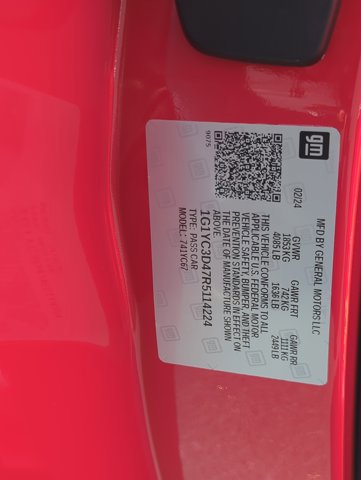 gm
MFD BY GENERAL MOTORS LLC
02/24
GVWR GAWR FRT GAWR RR
1853 KG 742 KG 1111 KG
4085 LB 1636 LB 2449 LB
THIS VEHICLE CONFORMS TO ALL
APPLICABLE U.S. FEDERAL MOTOR
VEHICLE SAFETY, BUMPER, AND THEFT
PREVENTION STANDARDS IN EFFECT ON
THE DATE OF MANUFACTURE SHOWN
ABOVE.
1G1YC3D47R5114224
TYPE: PASS CAR
MODEL: 741YC67
9075